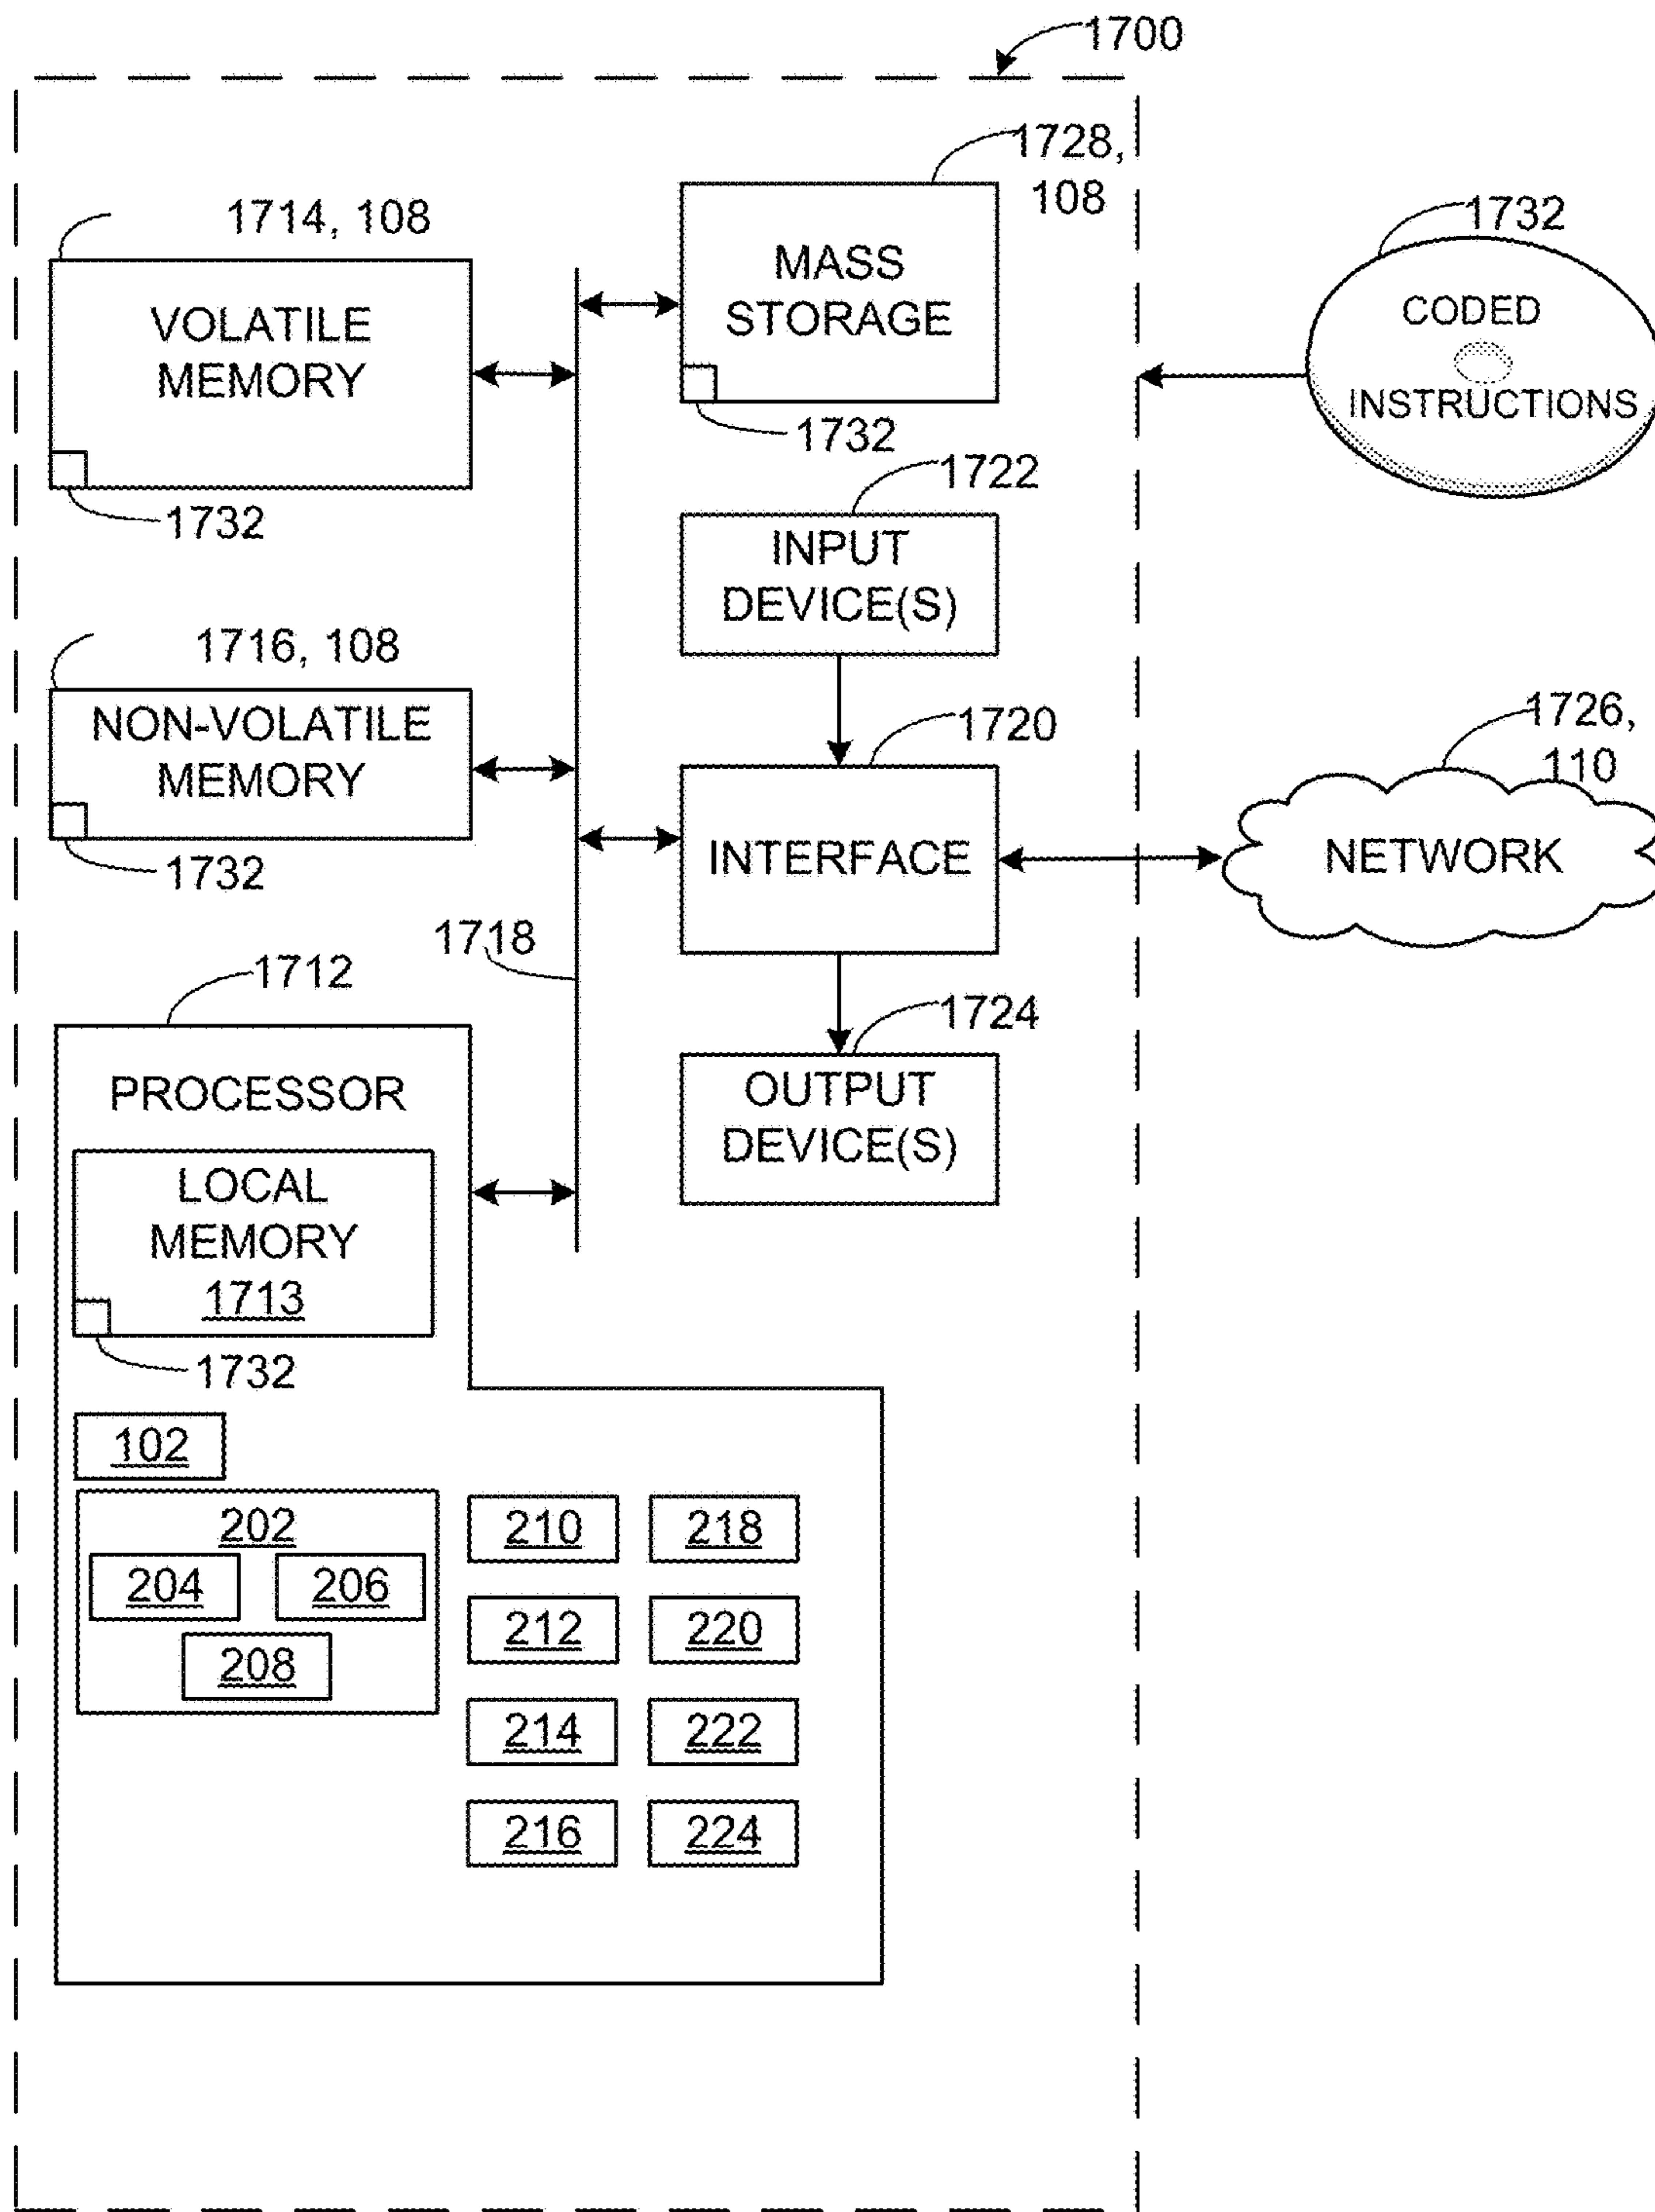 1700
1728,
108
1714, 108
1732
MASS
STORAGE
VOLATILE
MEMORY
CODED
INSTRUCTIONS
1732
1722
1732
INPUT
DEVICE(S)
1716, 108
1726,
110
NON-VOLATILE
MEMORY
1720
1732
INTERFACE
NETWORK
1718
1712
1724
PROCESSOR
OUTPUT
DEVICE(S)
LOCAL
MEMORY
1713
1732
102
202
204 206
208
210 218
212 220
214 222
216 224